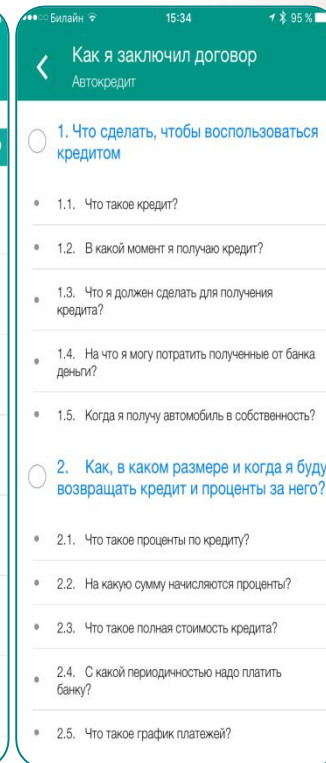 Билайн 15:34 95 %
Как я заключил договор
Автокредит
1. Что сделать, чтобы воспользоваться
кредитом
1.1. Что такое кредит?
1.2. В какой момент я получаю кредит?
1.3. Что я должен сделать для получения
кредита?
1.4. На что я могу потратить полученные от банка
деньги?
1.5. Когда я получу автомобиль в собственность?
2. Как, в каком размере и когда я буду
возвращать кредит и проценты за него?
2.1. Что такое проценты по кредиту?
2.2. На какую сумму начисляются проценты?
2.3. Что такое полная стоимость кредита?
2.4. С какой периодичностью надо платить
банку?
2.5. Что такое график платежей?